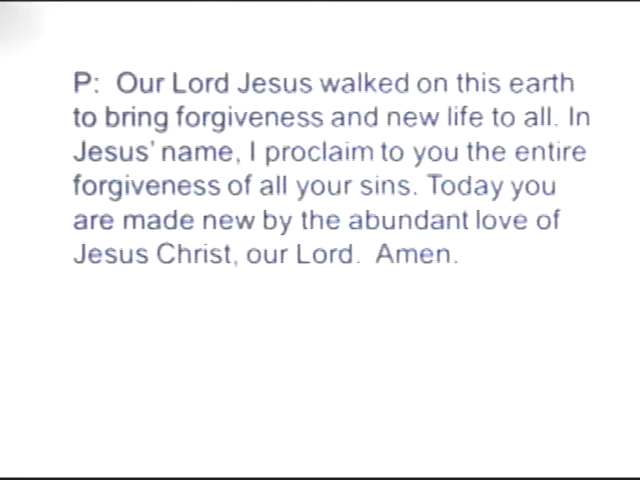 P:  Our Lord Jesus walked on this earth
to bring forgiveness and new life to all. In
Jesus' name, I proclaim to you the entire
forgiveness of all your sins. Today you
are made new by the abundant love of
Jesus Christ, our Lord.  Amen.